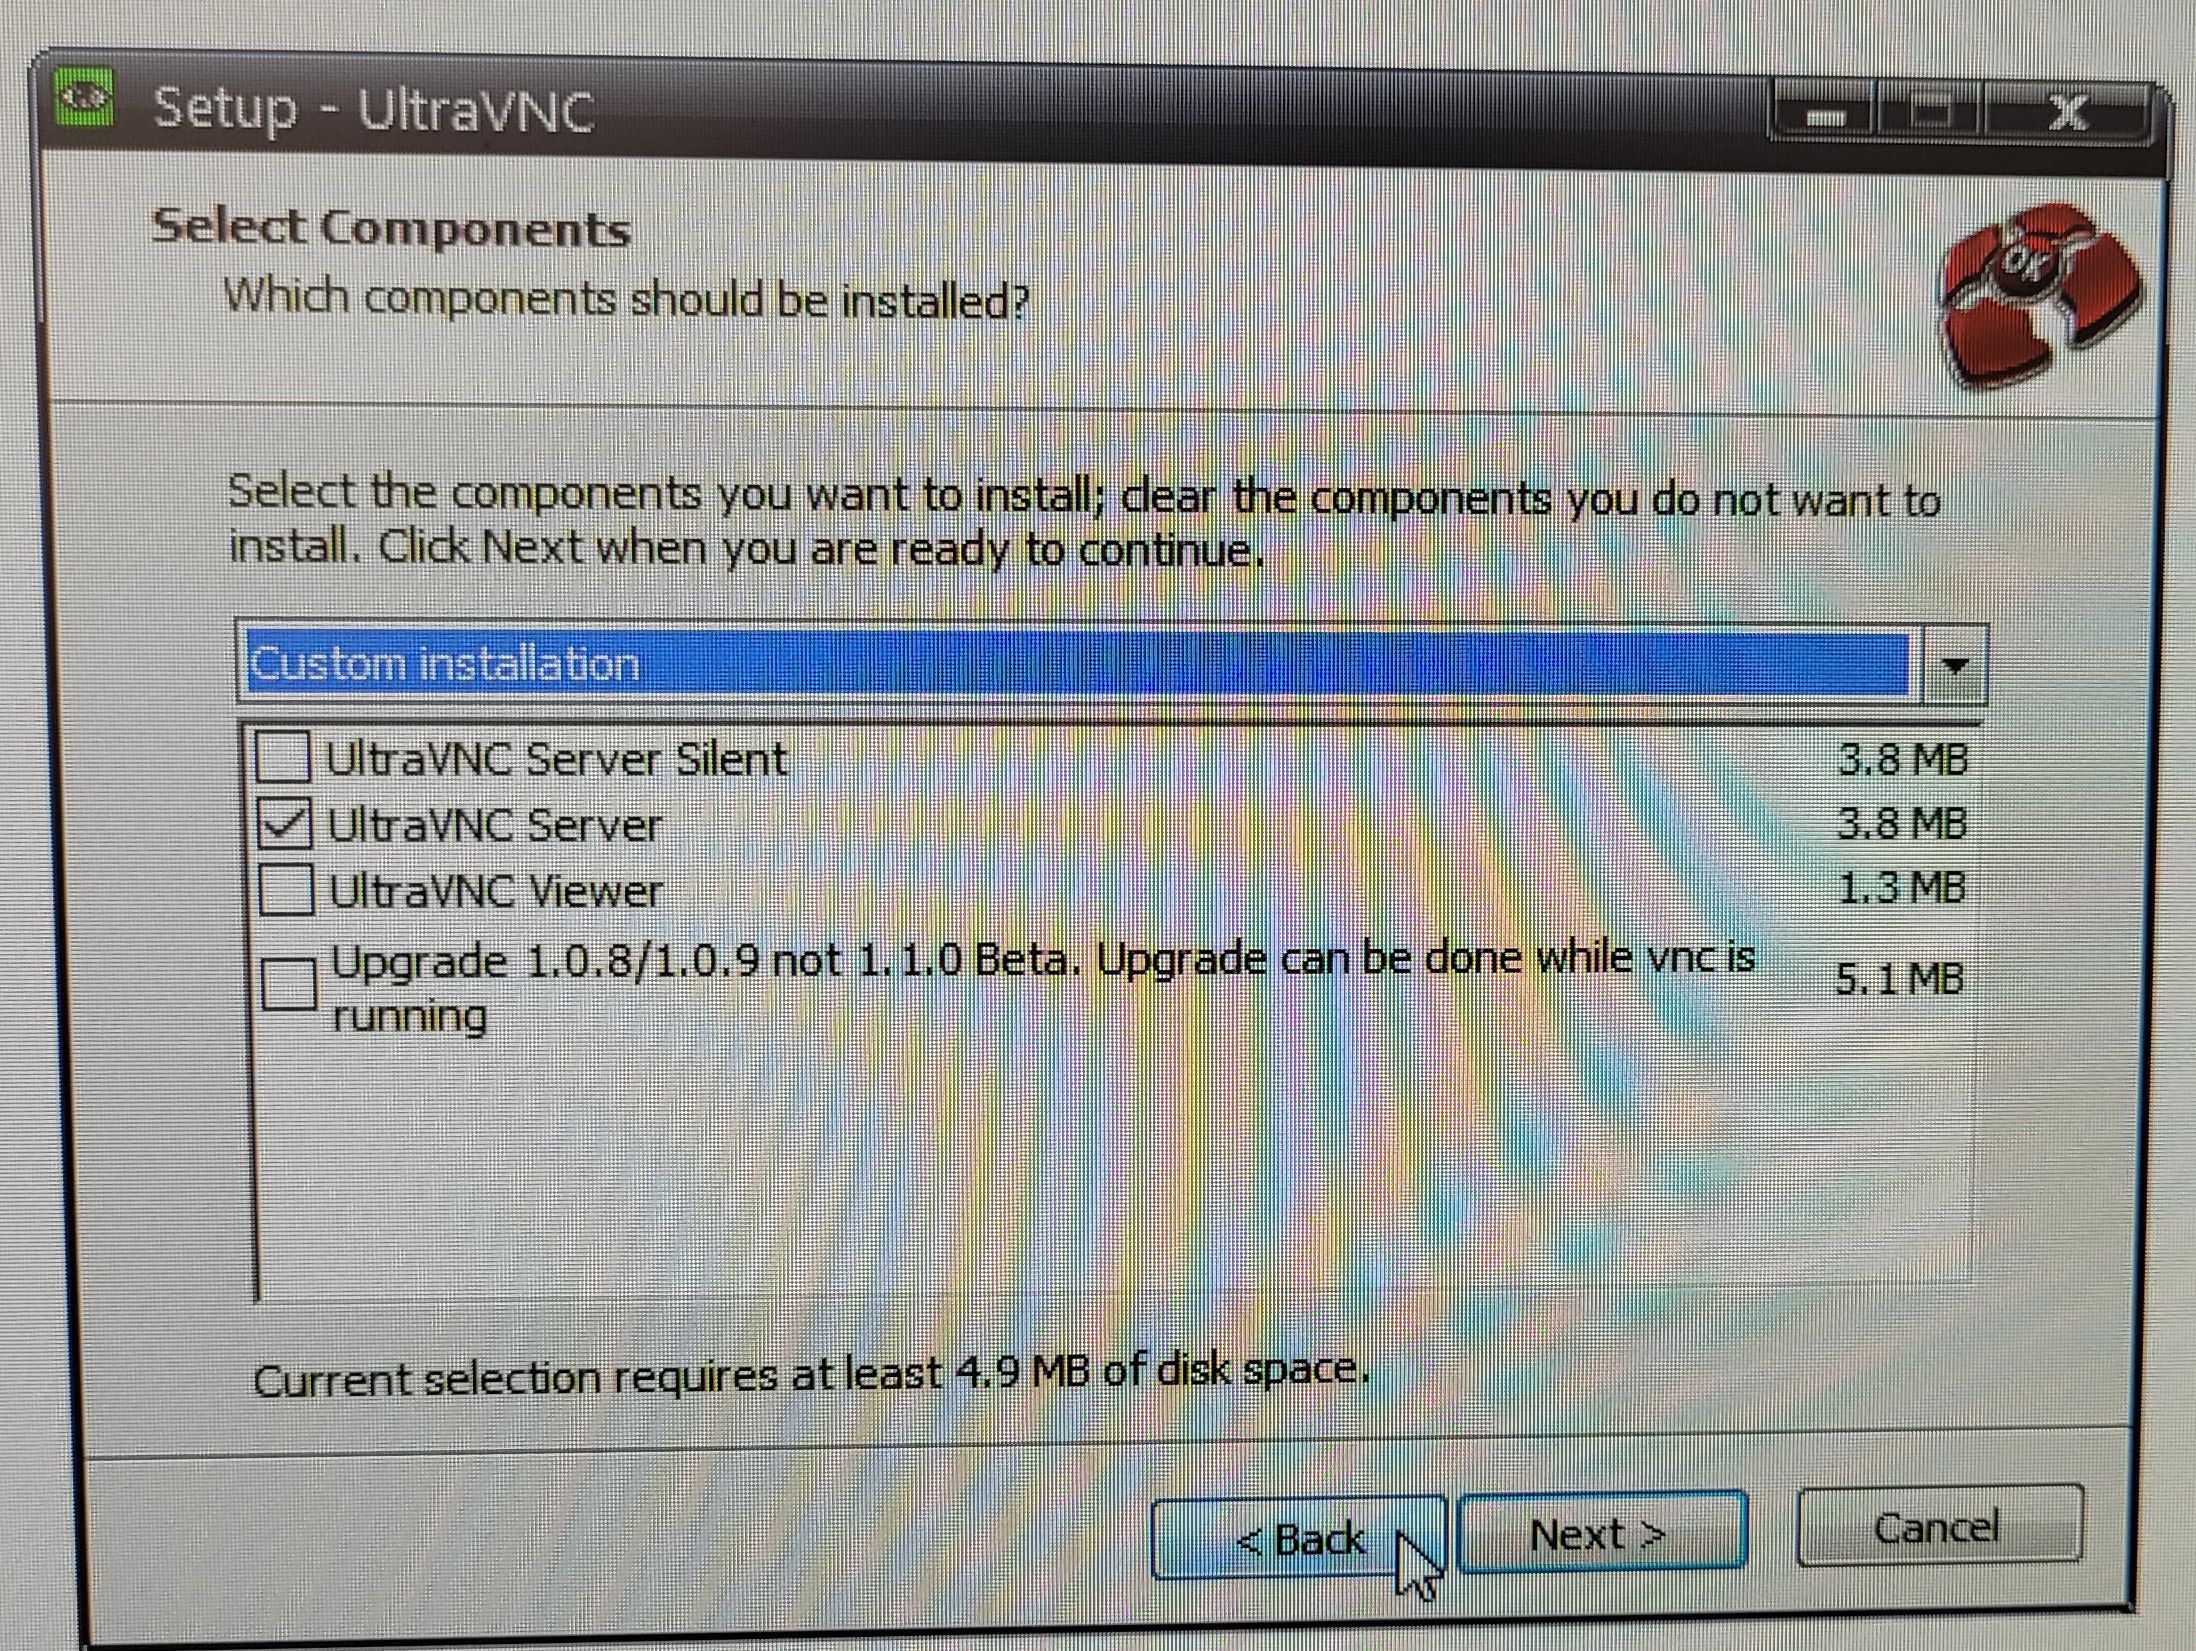 Setup - UltraVNC
X
Select Components
Which components should be installed?
OK
Select the components you want to install; clear the components you do not want to
install. Click Next when you are ready to continue.
Custom installation
UltraVNC Server Silent 3.8 MB
UltraVNC Server 3.8 MB
UltraVNC Viewer 1.3 MB
Upgrade 1.0.8/1.0.9 not 1.1.0 Beta. Upgrade can be done while vnc is
running 5.1 MB
Current selection requires at least 4.9 MB of disk space.
< Back Next > Cancel